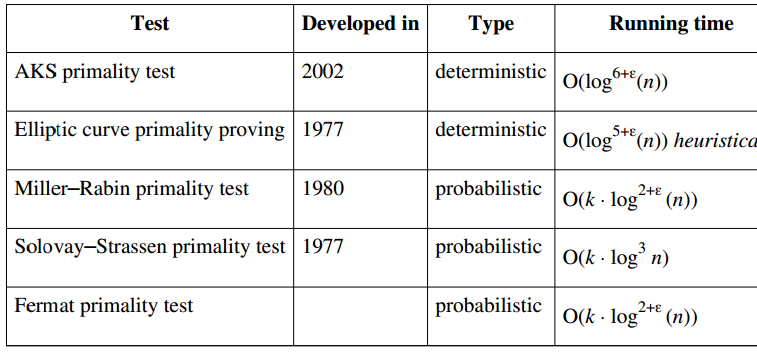 Test Developed in Type Running time
AKS primality test 2002 deterministic O(log⁶⁺ᵋ(n))
Elliptic curve primality proving 1977 deterministic O(log⁵⁺ᵋ(n)) heuristica
Miller–Rabin primality test 1980 probabilistic O(k · log²⁺ᵋ (n))
Solovay–Strassen primality test 1977 probabilistic O(k · log³ n)
Fermat primality test probabilistic O(k · log²⁺ᵋ (n))